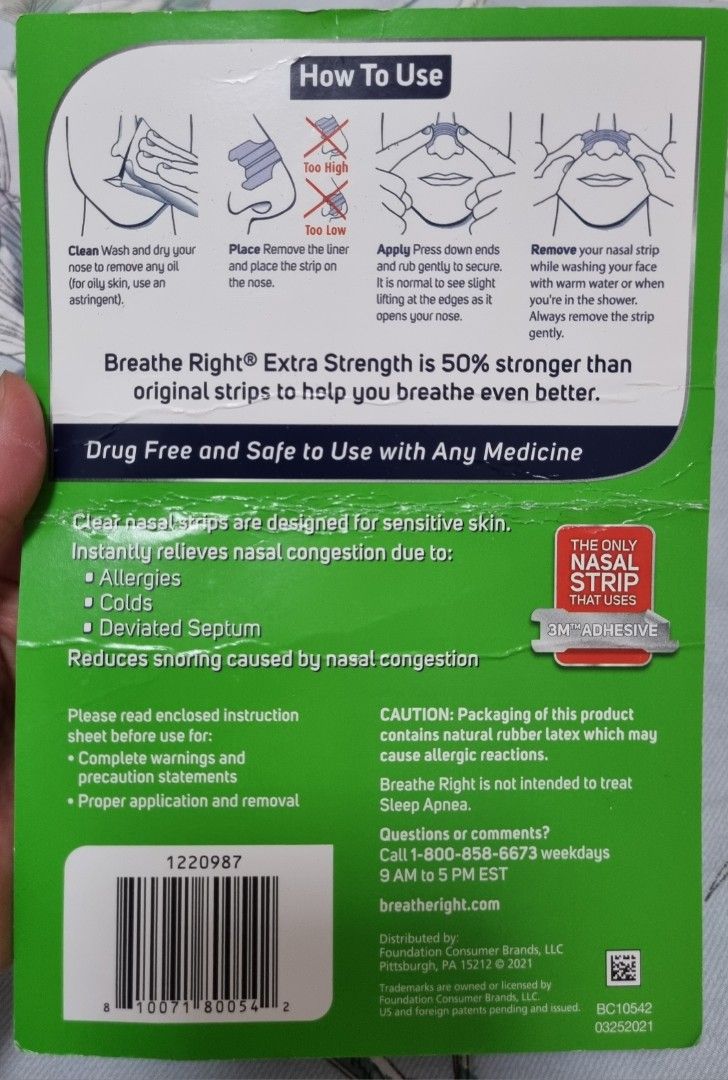 How To Use
Too High
Too Low
Clean Wash and dry your
nose to remove any oil
(for oily skin, use an
astringent).
Place Remove the liner
and place the strip on
the nose.
Apply Press down ends
and rub gently to secure.
It is normal to see slight
lifting at the edges as it
opens your nose.
Remove your nasal strip
while washing your face
with warm water or when
you're in the shower.
Always remove the strip
gently.
Breathe Right® Extra Strength is 50% stronger than
original strips to help you breathe even better.
Drug Free and Safe to Use with Any Medicine
Clear nasal strips are designed for sensitive skin.
Instantly relieves nasal congestion due to:
▪ Allergies
▪ Colds
▪ Deviated Septum
Reduces snoring caused by nasal congestion
THE ONLY
NASAL
STRIP
THAT USES
3M™ ADHESIVE
Please read enclosed instruction
sheet before use for:
• Complete warnings and
precaution statements
• Proper application and removal
CAUTION: Packaging of this product
contains natural rubber latex which may
cause allergic reactions.
Breathe Right is not intended to treat
Sleep Apnea.
Questions or comments?
Call 1-800-858-6673 weekdays
9 AM to 5 PM EST
breatheright.com
Distributed by:
Foundation Consumer Brands, LLC
Pittsburgh, PA 15212 © 2021
Trademarks are owned or licensed by
Foundation Consumer Brands, LLC.
US and foreign patents pending and issued.
BC10542
03252021
1220987
8 10071 80054 2